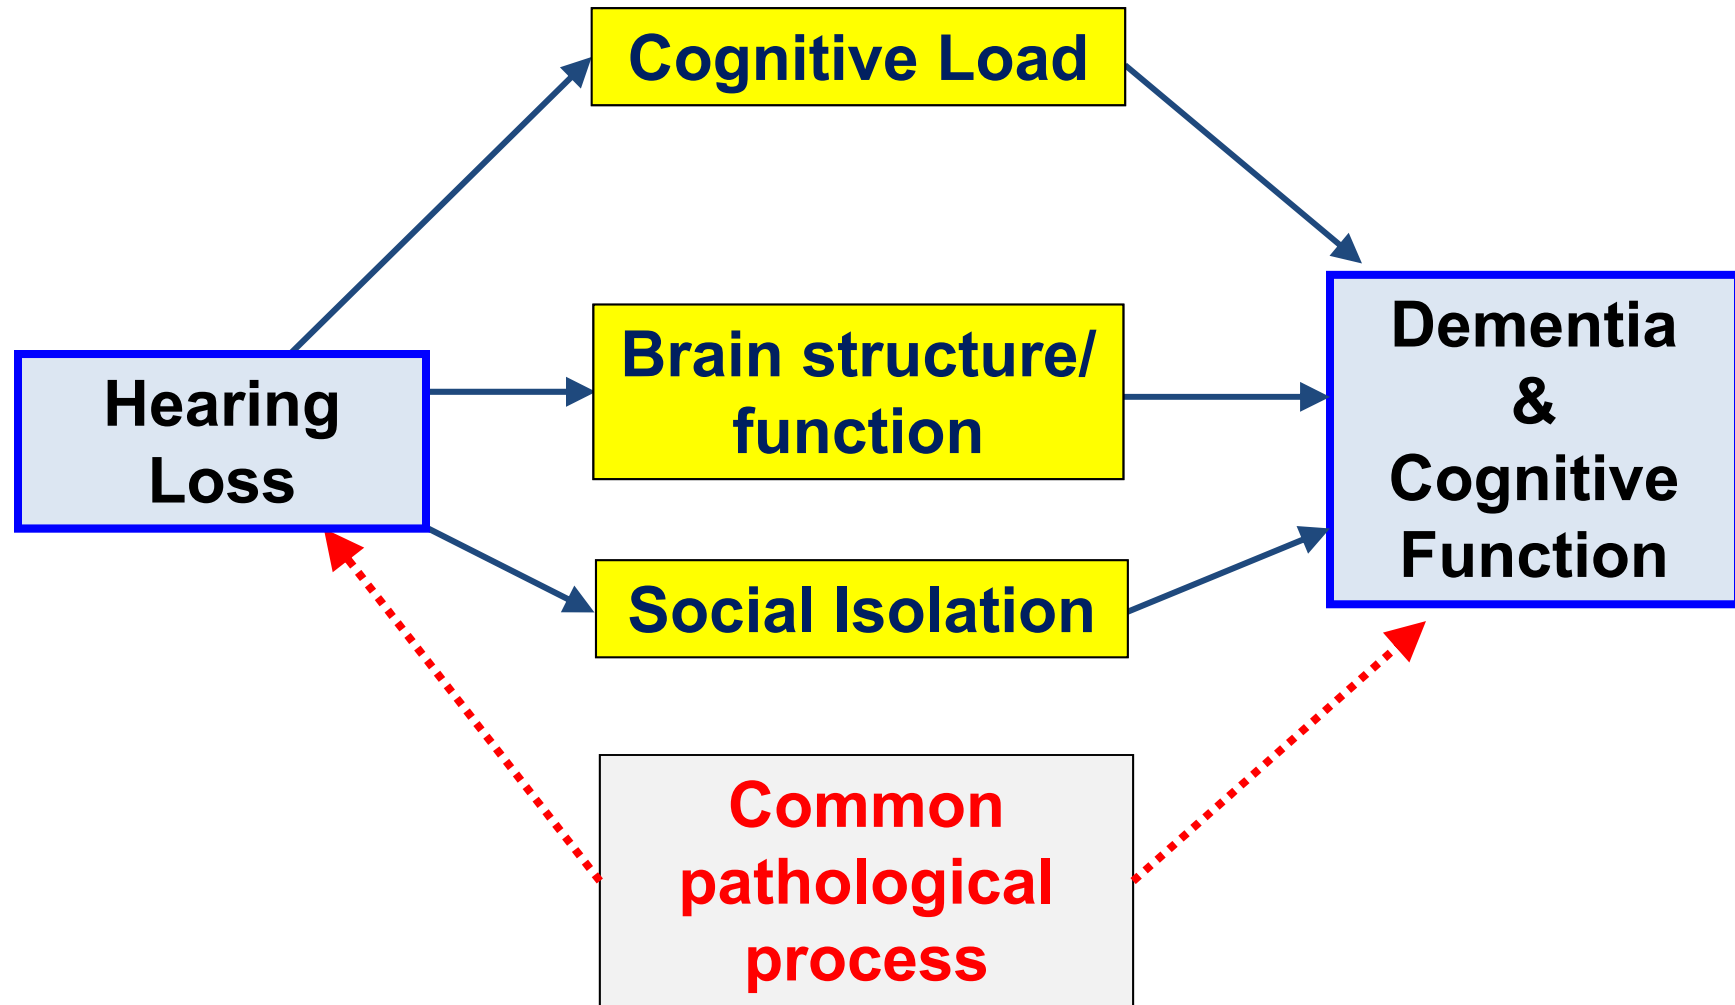 Cognitive Load
Hearing
Loss
Brain structure/
function
Social Isolation
Dementia
&
Cognitive
Function
Common
pathological
process